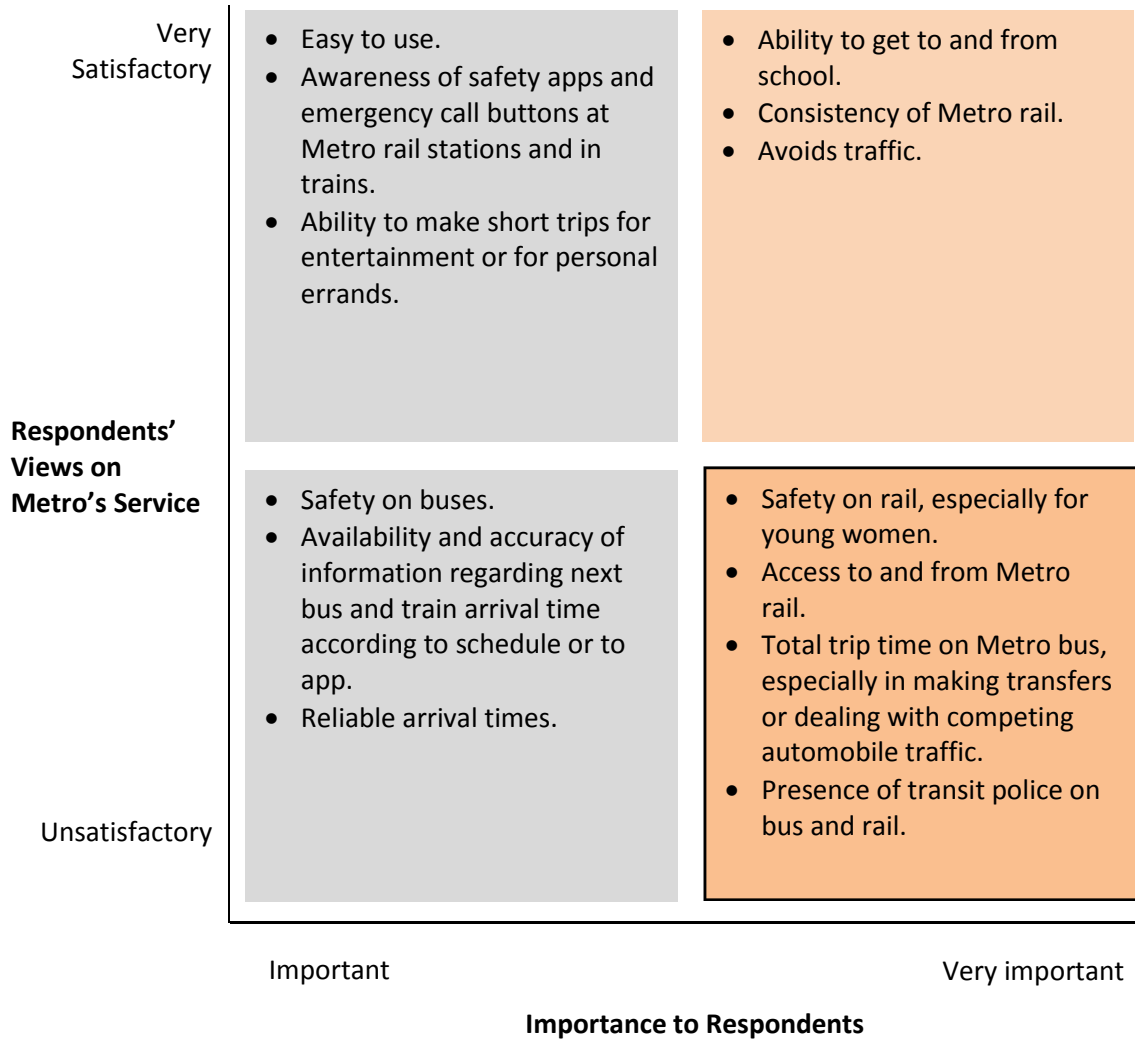 Very
Satisfactory
• Easy to use.
• Awareness of safety apps and
emergency call buttons at
Metro rail stations and in
trains.
• Ability to make short trips for
entertainment or for personal
errands.
• Ability to get to and from
school.
• Consistency of Metro rail.
• Avoids traffic.
Respondents’
Views on
Metro’s Service
• Safety on buses.
• Availability and accuracy of
information regarding next
bus and train arrival time
according to schedule or to
app.
• Reliable arrival times.
• Safety on rail, especially for
young women.
• Access to and from Metro
rail.
• Total trip time on Metro bus,
especially in making transfers
or dealing with competing
automobile traffic.
• Presence of transit police on
bus and rail.
Unsatisfactory
Important
Very important
Importance to Respondents